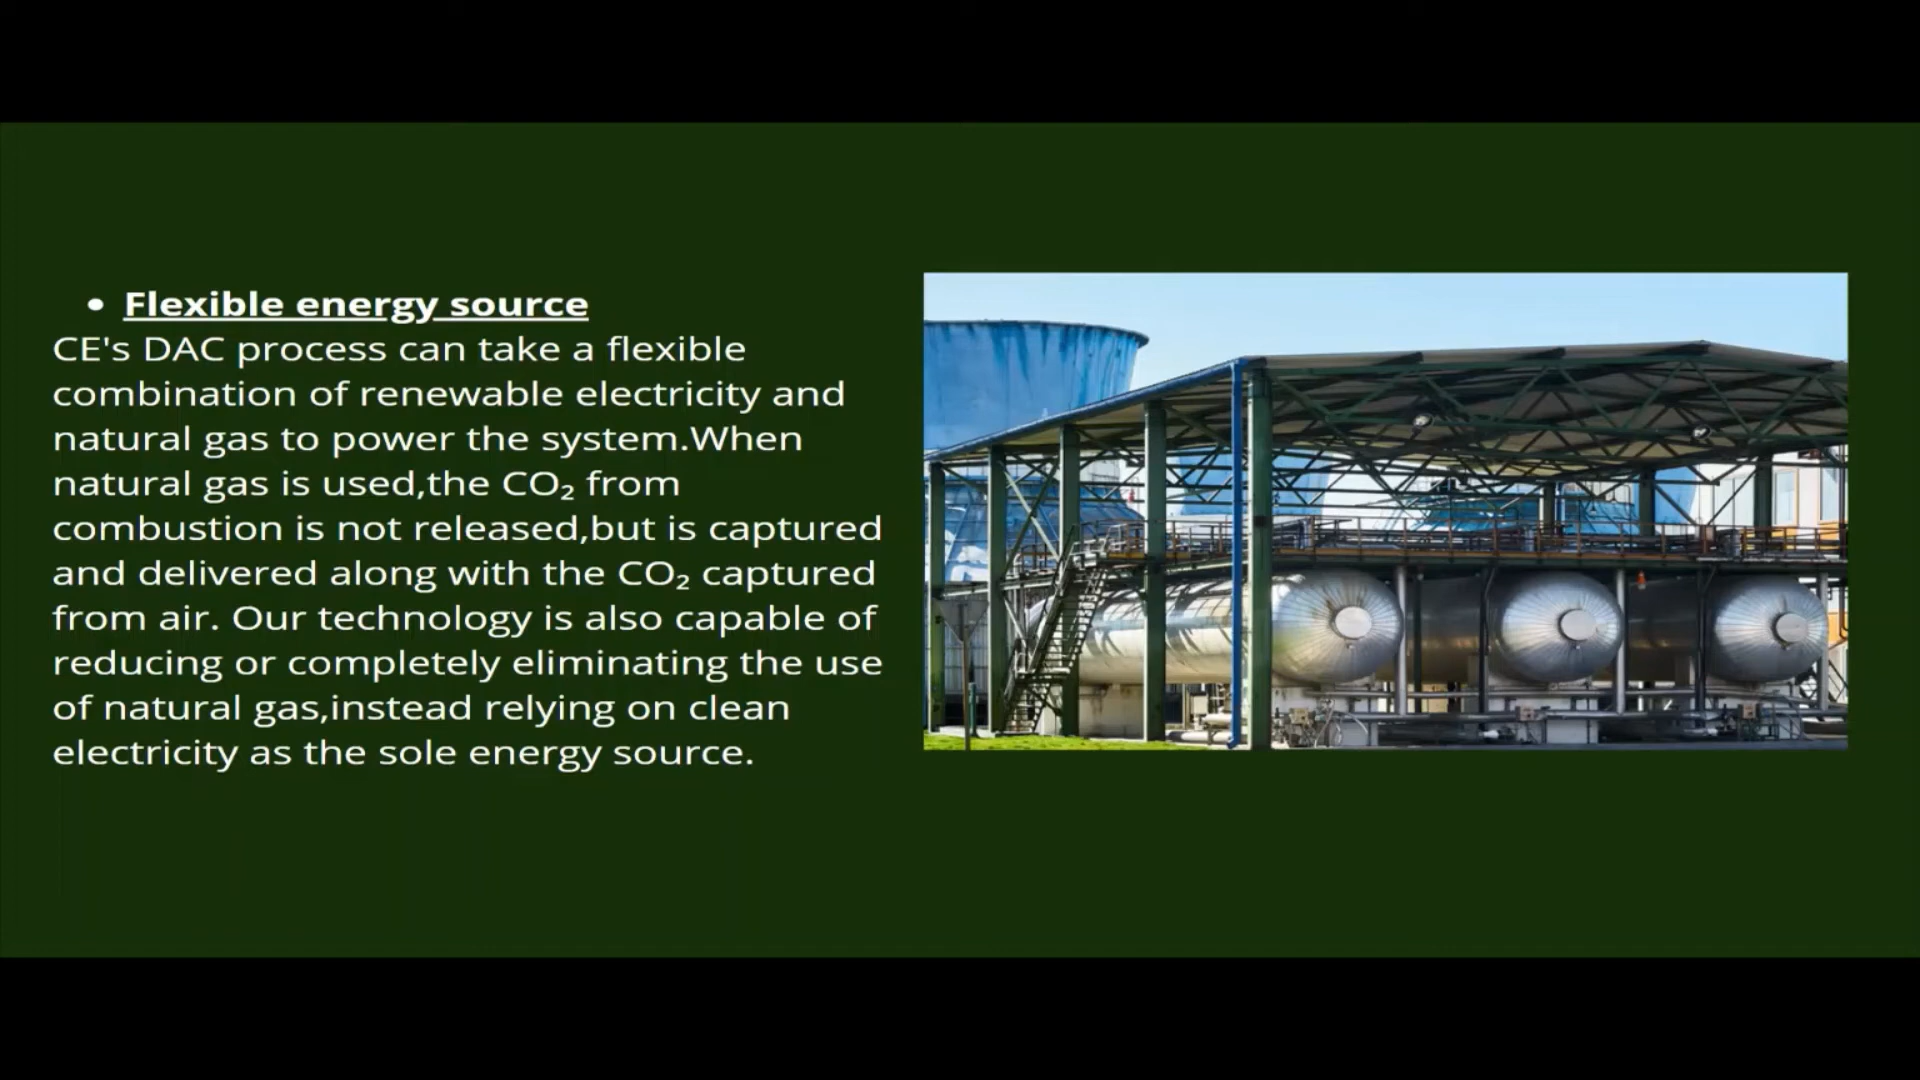 • Flexible energy source
CE's DAC process can take a flexible
combination of renewable electricity and
natural gas to power the system.When
natural gas is used,the CO₂ from
combustion is not released,but is captured
and delivered along with the CO₂ captured
from air. Our technology is also capable of
reducing or completely eliminating the use
of natural gas,instead relying on clean
electricity as the sole energy source.